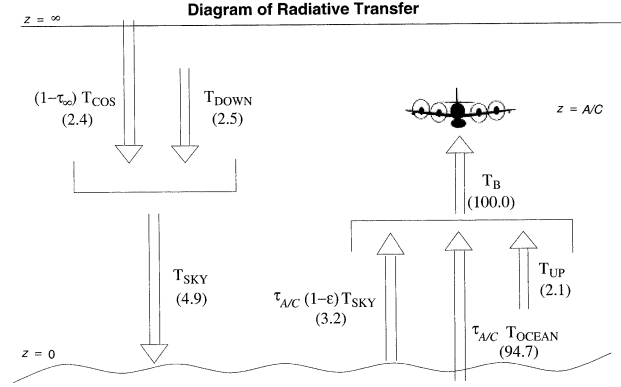 Diagram of Radiative Transfer
z = ∞
(1−τ∞) TCOS
(2.4)
TDOWN
(2.5)
z = A/C
TB
(100.0)
TSKY
(4.9)
τA/C (1−ε) TSKY
(3.2)
TUP
(2.1)
τA/C TOCEAN
(94.7)
z = 0